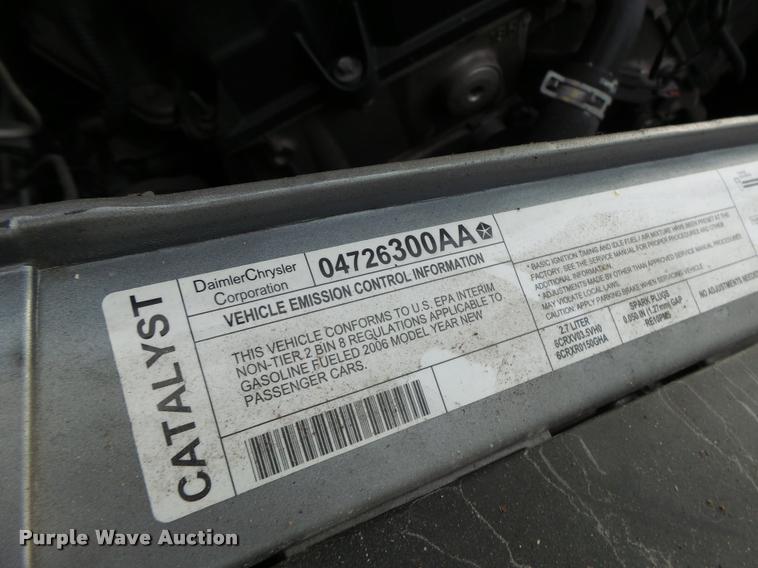 CATALYST
DaimlerChrysler
Corporation
04726300AA
VEHICLE EMISSION CONTROL INFORMATION
THIS VEHICLE CONFORMS TO U.S. EPA INTERIM
NON-TIER 2 BIN 8 REGULATIONS APPLICABLE TO
GASOLINE FUELED 2006 MODEL YEAR NEW
PASSENGER CARS.
* BASIC IGNITION TIMING AND IDLE FUEL / AIR MIXTURE HAVE BEEN PRESET AT THE
FACTORY. SEE THE SERVICE MANUAL FOR PROPER PROCEDURES AND OTHER
ADDITIONAL INFORMATION.
* ADJUSTMENTS MADE BY OTHER THAN APPROVED SERVICE MANUAL PROCEDURES
MAY VIOLATE LOCAL LAWS.
CAUTION: APPLY PARKING BRAKE WHEN SERVICING VEHICLE.
2.7 LITER
6CRXV03.5VH0
6CRXR0150GHA
SPARK PLUGS
0.050 IN (1.27mm) GAP
RE10PMC5
NO ADJUSTMENTS NEEDED
Purple Wave Auction